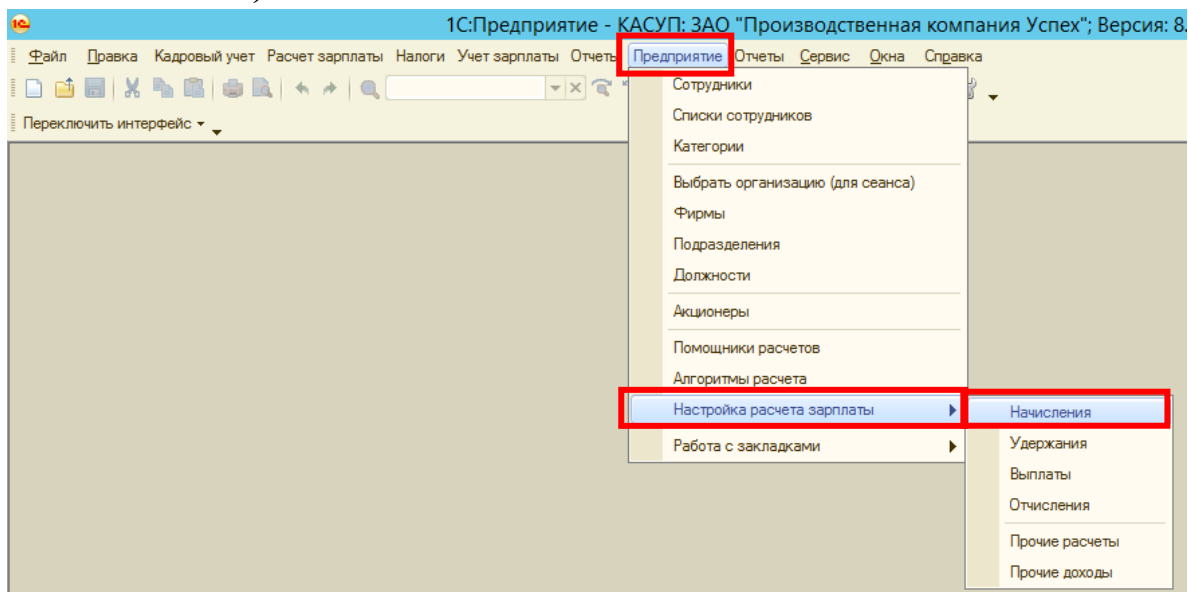 1С:Предприятие - КАСУП: ЗАО "Производственная компания Успех"; Версия: 8.
Файл Правка Кадровый учет Расчет зарплаты Налоги Учет зарплаты Отчеты Предприятие Отчеты Сервис Окна Справка
Переключить интерфейс
Сотрудники
Списки сотрудников
Категории
Выбрать организацию (для сеанса)
Фирмы
Подразделения
Должности
Акционеры
Помощники расчетов
Алгоритмы расчета
Настройка расчета зарплаты
Работа с закладками
Начисления
Удержания
Выплаты
Отчисления
Прочие расчеты
Прочие доходы